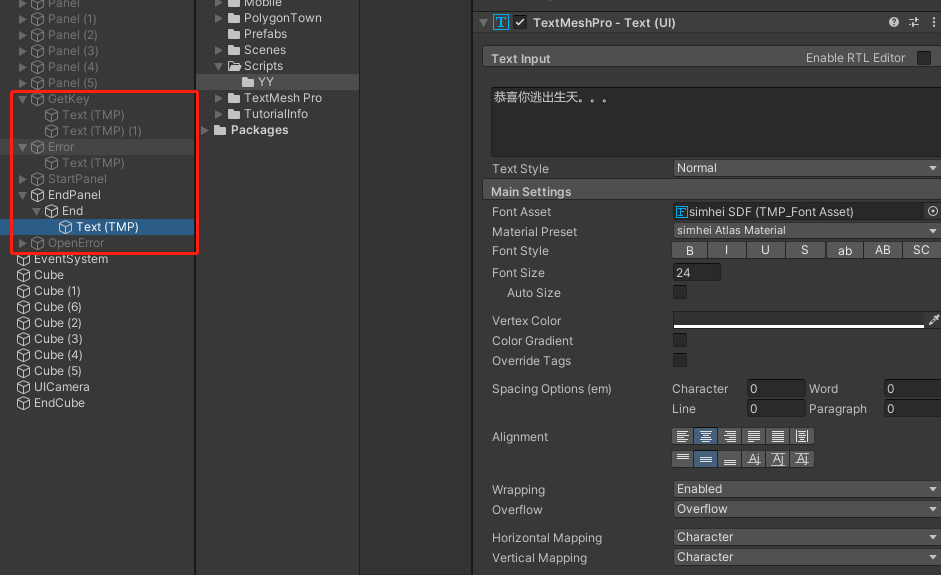 Panel
Panel (1)
Panel (2)
Panel (3)
Panel (4)
Panel (5)
GetKey
Text (TMP)
Text (TMP) (1)
Error
Text (TMP)
StartPanel
EndPanel
End
Text (TMP)
OpenError
EventSystem
Cube
Cube (1)
Cube (6)
Cube (2)
Cube (3)
Cube (4)
Cube (5)
UICamera
EndCube
Mobile
PolygonTown
Prefabs
Scenes
Scripts
YY
TextMesh Pro
TutorialInfo
Packages
TextMeshPro - Text (UI)
Text Input Enable RTL Editor
恭喜你逃出生天。。。
Text Style Normal
Main Settings
Font Asset simhei SDF (TMP_Font Asset)
Material Preset simhei Atlas Material
Font Style B I U S ab AB SC
Font Size 24
Auto Size
Vertex Color
Color Gradient
Override Tags
Spacing Options (em) Character 0 Word 0
Line 0 Paragraph 0
Alignment
Wrapping Enabled
Overflow Overflow
Horizontal Mapping Character
Vertical Mapping Character